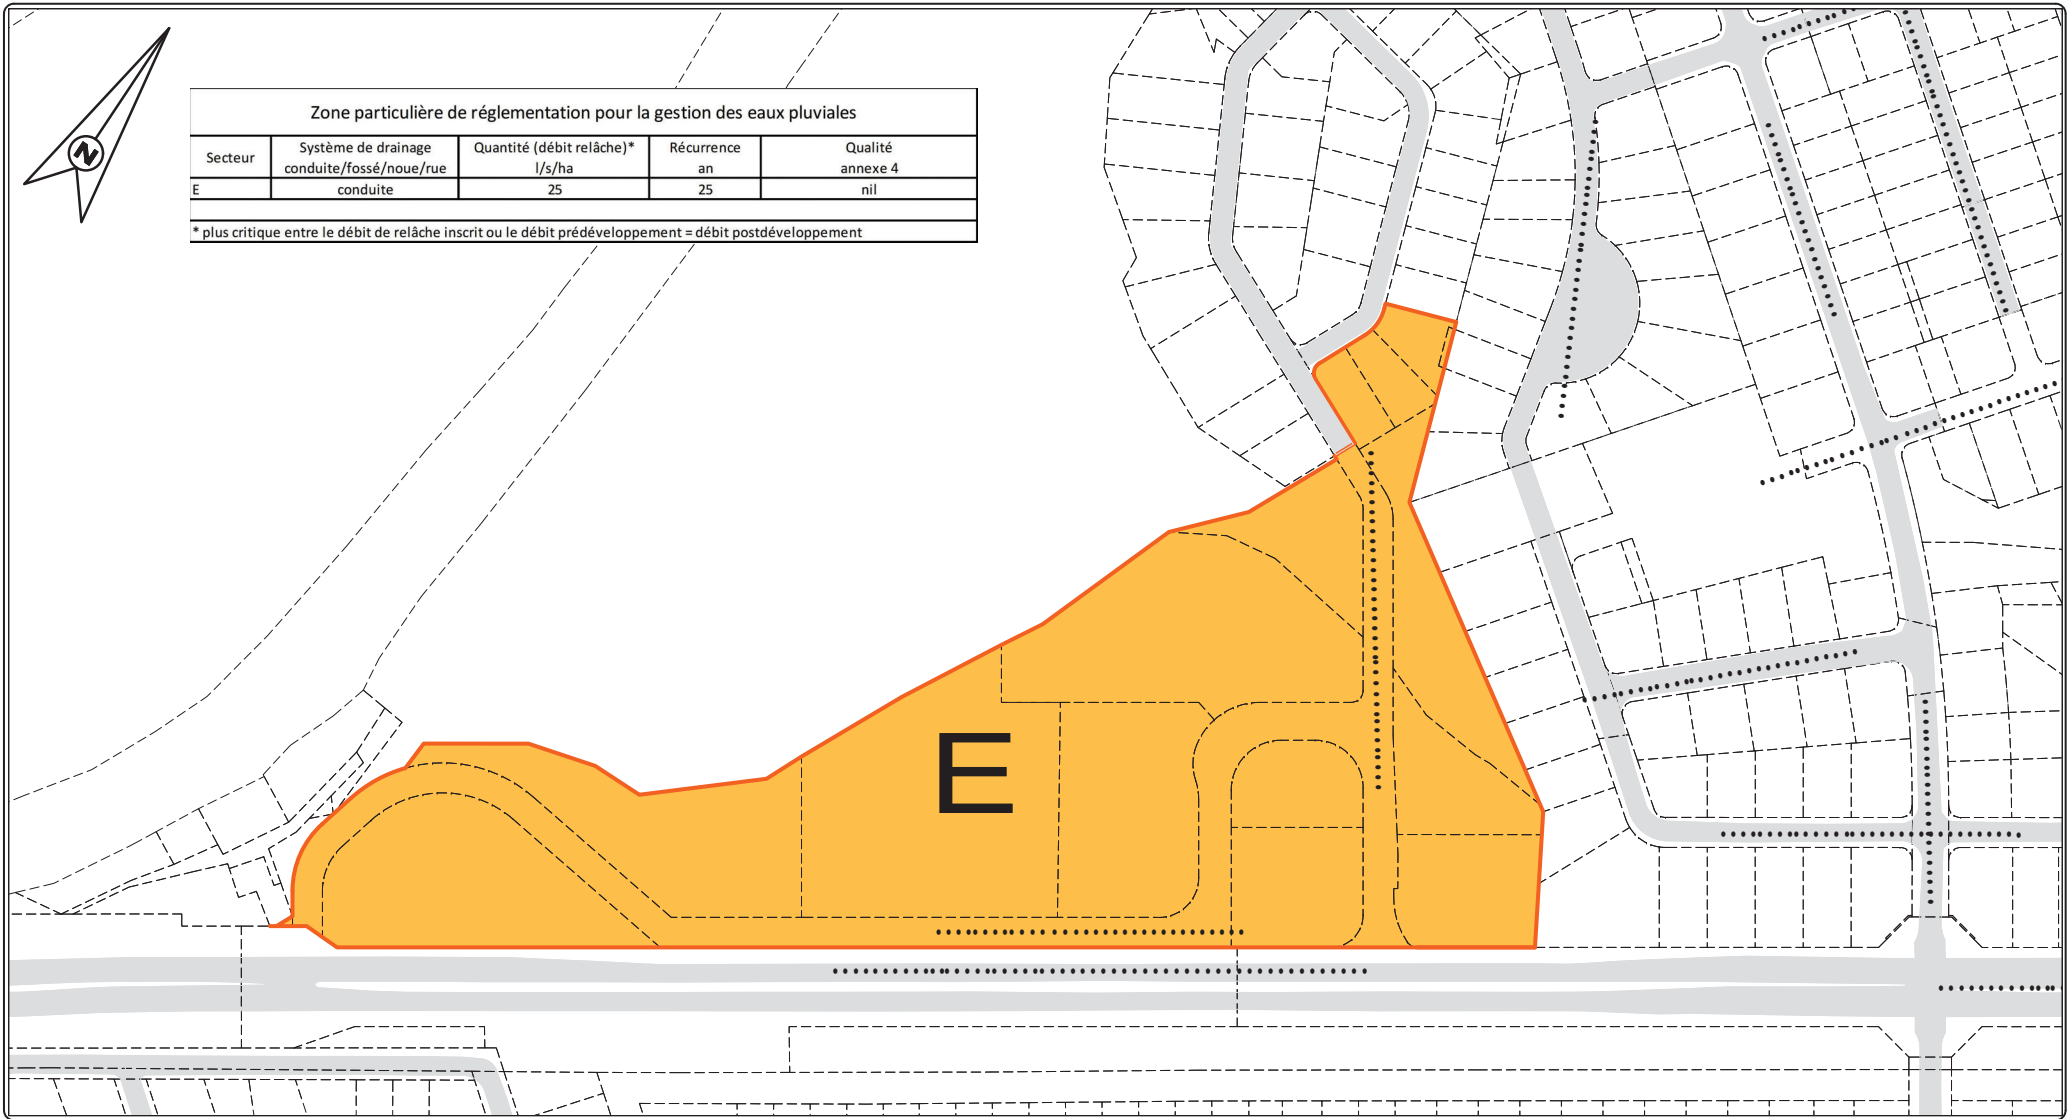 N
Zone particulière de réglementation pour la gestion des eaux pluviales
Secteur
Système de drainage
conduite/fossé/noue/rue
Quantité (débit relâche)*
l/s/ha
Récurrence
an
Qualité
annexe 4
E
conduite
25
25
nil
* plus critique entre le débit de relâche inscrit ou le débit prédéveloppement = débit postdéveloppement
E